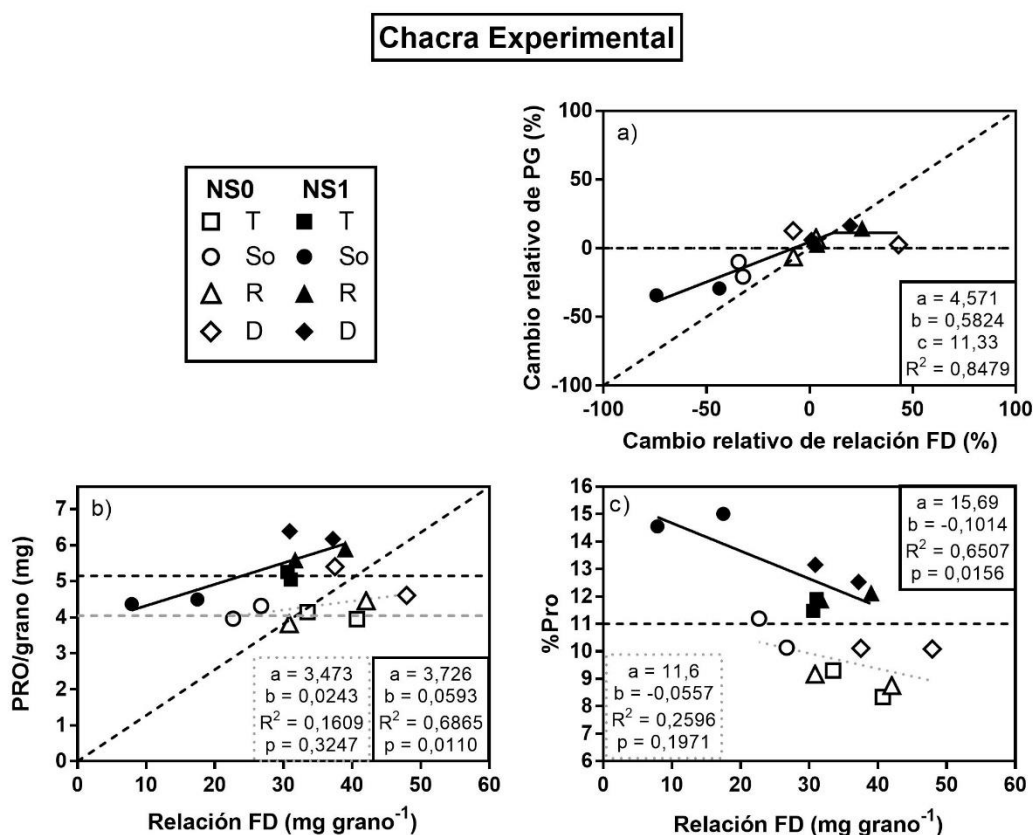 Chacra Experimental
NS0 NS1
T T
So So
R R
D D
a)
Cambio relativo de PG (%)
100
50
0
-50
-100
-100 -50 0 50 100
Cambio relativo de relación FD (%)
a = 4,571
b = 0,5824
c = 11,33
R² = 0,8479
b)
PRO/grano (mg)
7
6
5
4
3
2
1
0
0 10 20 30 40 50 60
Relación FD (mg grano⁻¹)
a = 3,473
b = 0,0243
R² = 0,1609
p = 0,3247
a = 3,726
b = 0,0593
R² = 0,6865
p = 0,0110
c)
%Pro
16
15
14
13
12
11
10
9
8
7
6
0 10 20 30 40 50 60
Relación FD (mg grano⁻¹)
a = 15,69
b = -0,1014
R² = 0,6507
p = 0,0156
a = 11,6
b = -0,0557
R² = 0,2596
p = 0,1971